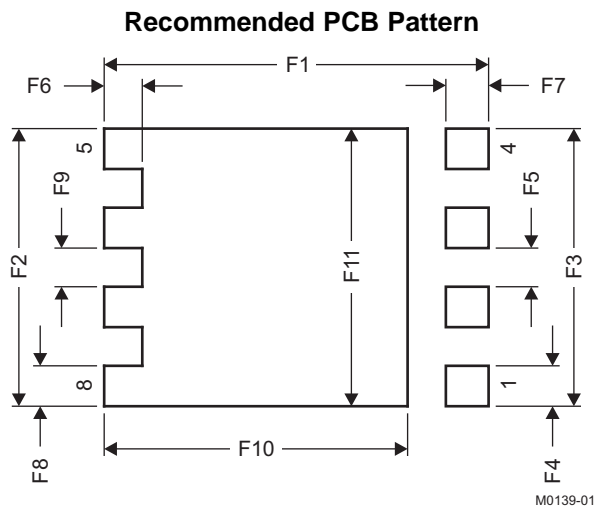 Recommended PCB Pattern
F1
F6
F7
5
4
F9
F5
F2
F11
F3
8
1
F10
F8
F4
M0139-01